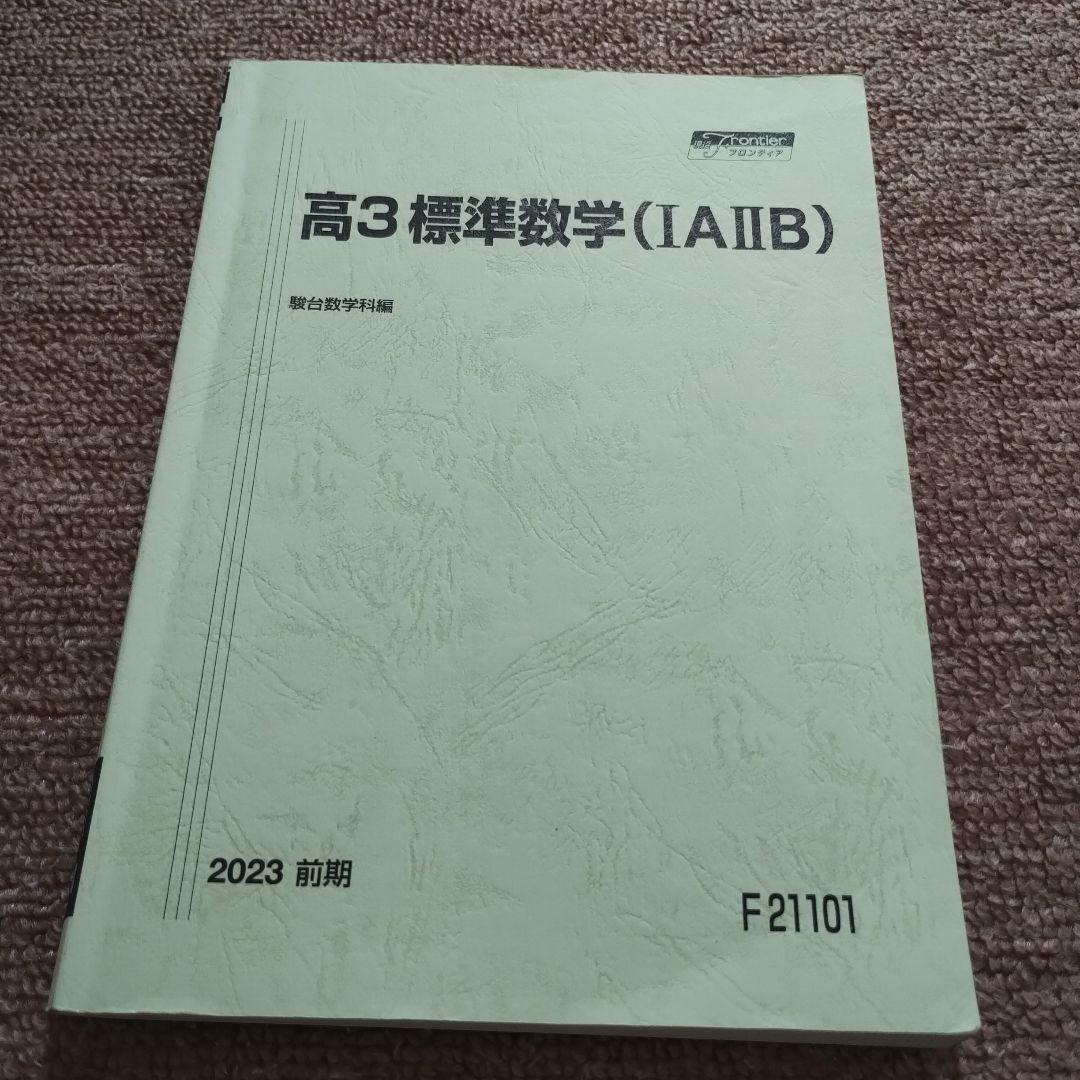 Frontier
フロンティア
高3標準数学(ⅠAⅡB)
駿台数学科編
2023 前期
F21101